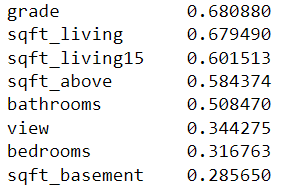 grade 0.680880
sqft_living 0.679490
sqft_living15 0.601513
sqft_above 0.584374
bathrooms 0.508470
view 0.344275
bedrooms 0.316763
sqft_basement 0.285650